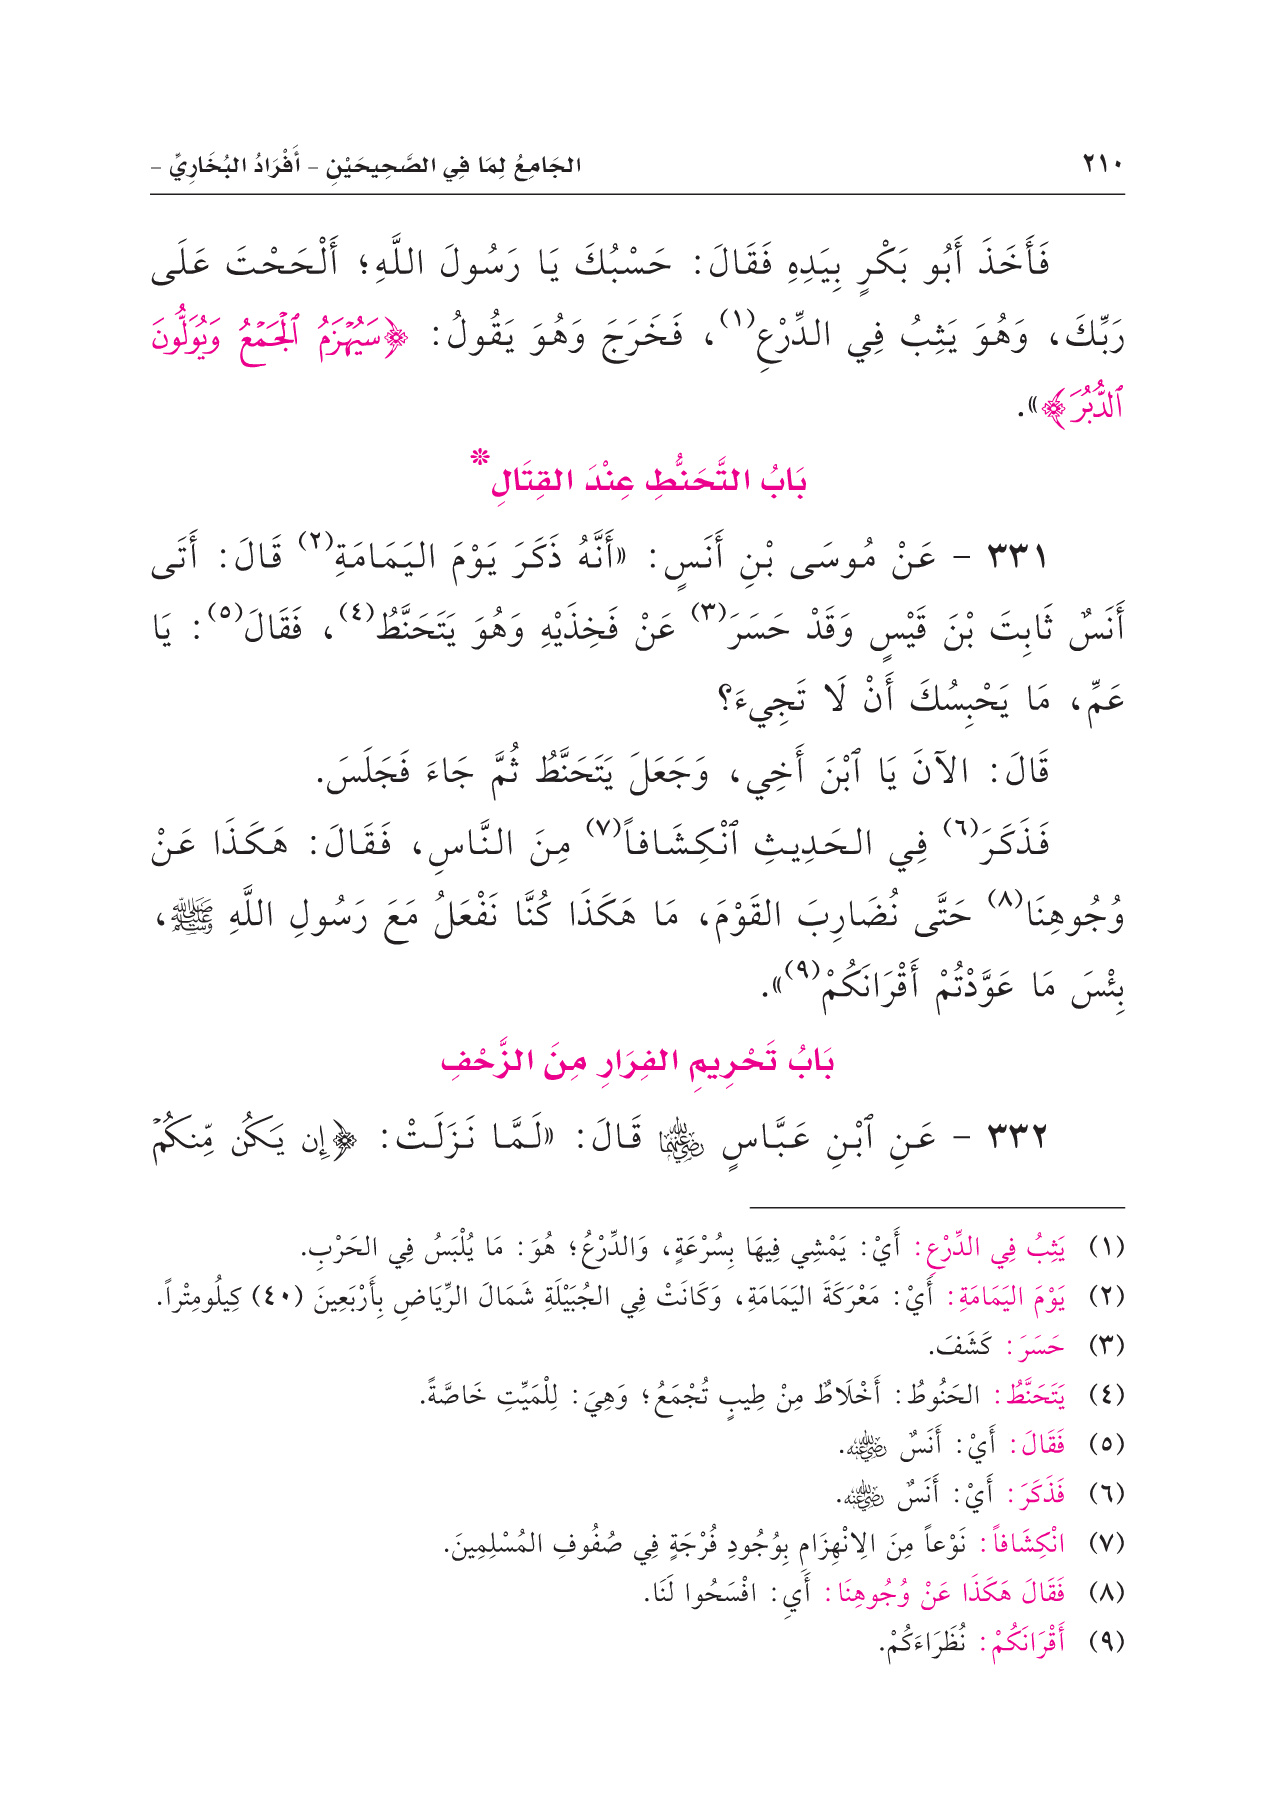 ٢١٠ الجَامِعُ لِمَا فِي الصَّحِيحَيْنِ - أَفْرَادُ البُخَارِيِّ -
فَأَخَذَ أَبُو بَكْرٍ بِيَدِهِ فَقَالَ: حَسْبُكَ يَا رَسُولَ اللَّهِ؛ أَلْحَحْتَ عَلَى
رَبِّكَ، وَهُوَ يَثِبُ فِي الدِّرْعِ(١)، فَخَرَجَ وَهُوَ يَقُولُ: ﴿سَيُهْزَمُ ٱلْجَمْعُ وَيُوَلُّونَ
ٱلدُّبُرَ﴾».
بَابُ التَّحَنُّطِ عِنْدَ القِتَالِ*
٣٣١ - عَنْ مُوسَى بْنِ أَنَسٍ: «أَنَّهُ ذَكَرَ يَوْمَ اليَمَامَةِ(٢) قَالَ: أَتَى
أَنَسٌ ثَابِتَ بْنَ قَيْسٍ وَقَدْ حَسَرَ(٣) عَنْ فَخِذَيْهِ وَهُوَ يَتَحَنَّطُ(٤)، فَقَالَ(٥): يَا
عَمِّ، مَا يَحْبِسُكَ أَنْ لَا تَجِيءَ؟
قَالَ: الآنَ يَا ٱبْنَ أَخِي، وَجَعَلَ يَتَحَنَّطُ ثُمَّ جَاءَ فَجَلَسَ.
فَذَكَرَ(٦) فِي الحَدِيثِ ٱنْكِشَافاً(٧) مِنَ النَّاسِ، فَقَالَ: هَكَذَا عَنْ
وُجُوهِنَا(٨) حَتَّى نُضَارِبَ القَوْمَ، مَا هَكَذَا كُنَّا نَفْعَلُ مَعَ رَسُولِ اللَّهِ ﷺ،
بِئْسَ مَا عَوَّدْتُمْ أَقْرَانَكُمْ(٩)».
بَابُ تَحْرِيمِ الفِرَارِ مِنَ الزَّحْفِ
٣٣٢ - عَنِ ٱبْنِ عَبَّاسٍ رضي الله عنهما قَالَ: «لَمَّا نَزَلَتْ: ﴿إِن يَكُن مِّنكُمْ
(١) يَثِبُ فِي الدِّرْعِ: أَيْ: يَمْشِي فِيهَا بِسُرْعَةٍ، وَالدِّرْعُ؛ هُوَ: مَا يُلْبَسُ فِي الحَرْبِ.
(٢) يَوْمَ اليَمَامَةِ: أَيْ: مَعْرَكَةَ اليَمَامَةِ، وَكَانَتْ فِي الجُبَيْلَةِ شَمَالَ الرِّيَاضِ بِأَرْبَعِينَ (٤٠) كِيلُومِتْراً.
(٣) حَسَرَ: كَشَفَ.
(٤) يَتَحَنَّطُ: الحَنُوطُ: أَخْلَاطٌ مِنْ طِيبٍ تُجْمَعُ؛ وَهِيَ: لِلْمَيِّتِ خَاصَّةً.
(٥) فَقَالَ: أَيْ: أَنَسٌ رضي الله عنه.
(٦) فَذَكَرَ: أَيْ: أَنَسٌ رضي الله عنه.
(٧) انْكِشَافاً: نَوْعاً مِنَ الِانْهِزَامِ بِوُجُودِ فُرْجَةٍ فِي صُفُوفِ المُسْلِمِينَ.
(٨) فَقَالَ هَكَذَا عَنْ وُجُوهِنَا: أَيِ: افْسَحُوا لَنَا.
(٩) أَقْرَانَكُمْ: نُظَرَاءَكُمْ.